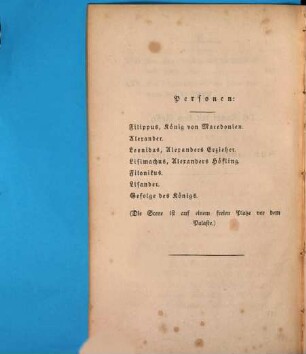 Personen:
Filippus, König von Macedonien.
Alexander.
Leonidas, Alexanders Erzieher.
Lisimachus, Alexanders Höfling.
Filonikus.
Lisander.
Gefolge des Königs.
(Die Scene ist auf einem freien Platze vor dem
Palaste.)